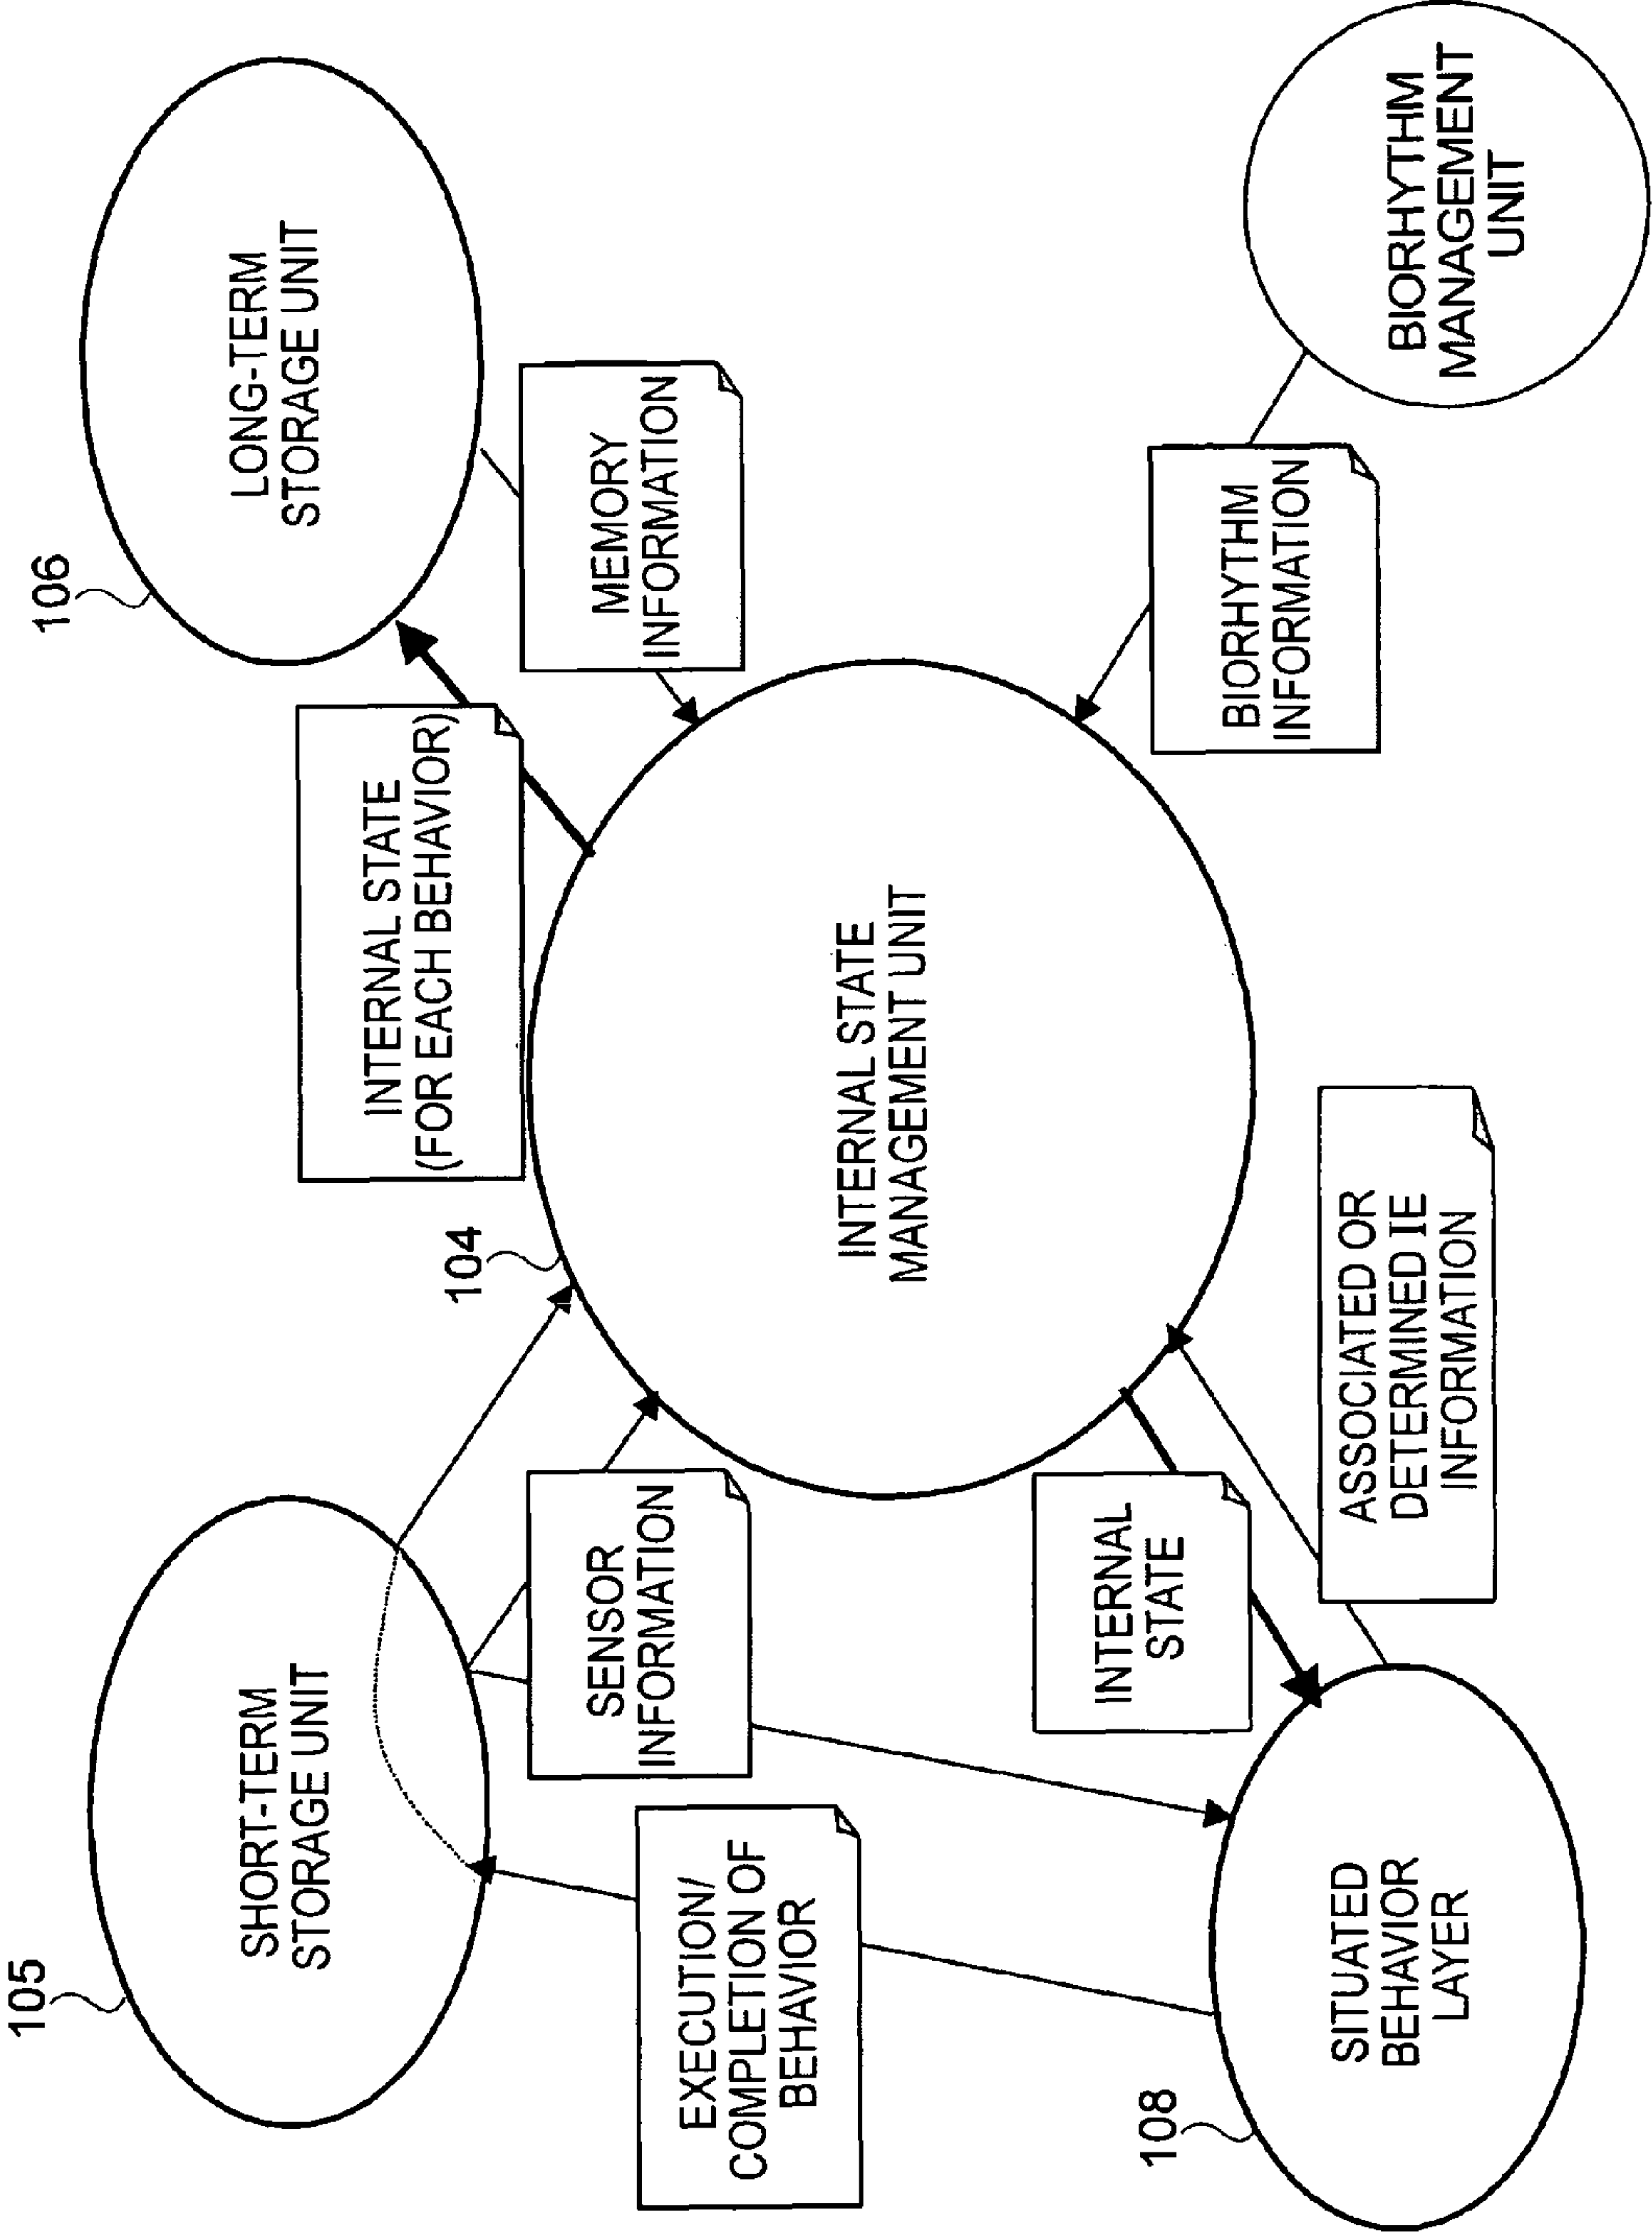 105
SHORT-TERM
STORAGE UNIT
106
LONG-TERM
STORAGE UNIT
INTERNAL STATE
(FOR EACH BEHAVIOR)
104
EXECUTION/
COMPLETION OF
BEHAVIOR
SENSOR
INFORMATION
MEMORY
INFORMATION
INTERNAL STATE
MANAGEMENT UNIT
INTERNAL
STATE
108
SITUATED
BEHAVIOR
LAYER
ASSOCIATED OR
DETERMINED IE
INFORMATION
BIORHYTHM
INFORMATION
BIORHYTHM
MANAGEMENT
UNIT